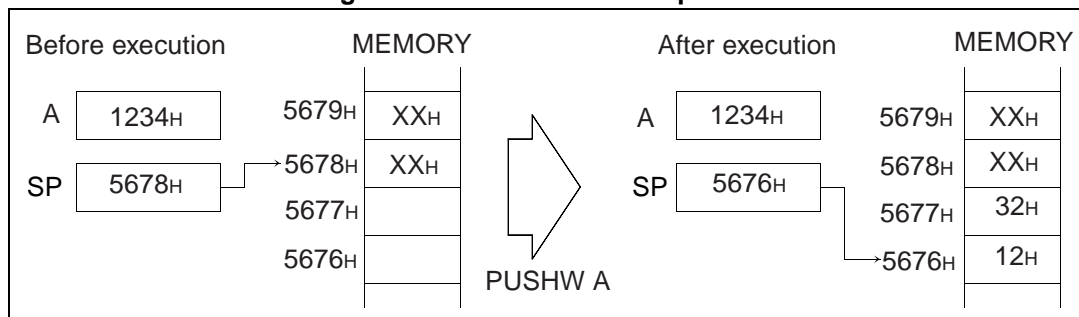 Before execution
MEMORY
A
1234H
5679H
XXH
SP
5678H
5678H
XXH
5677H
5676H
PUSHW A
After execution
MEMORY
A
1234H
5679H
XXH
SP
5676H
5678H
XXH
5677H
32H
5676H
12H